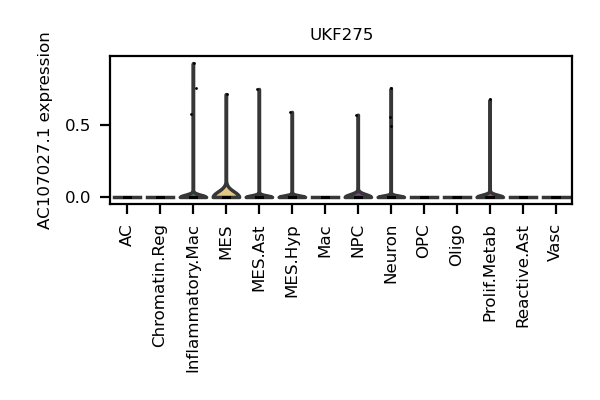 UKF275
AC107027.1 expression
0.5
0.0
AC
Chromatin.Reg
Inflammatory.Mac
MES
MES.Ast
MES.Hyp
Mac
NPC
Neuron
OPC
Oligo
Prolif.Metab
Reactive.Ast
Vasc